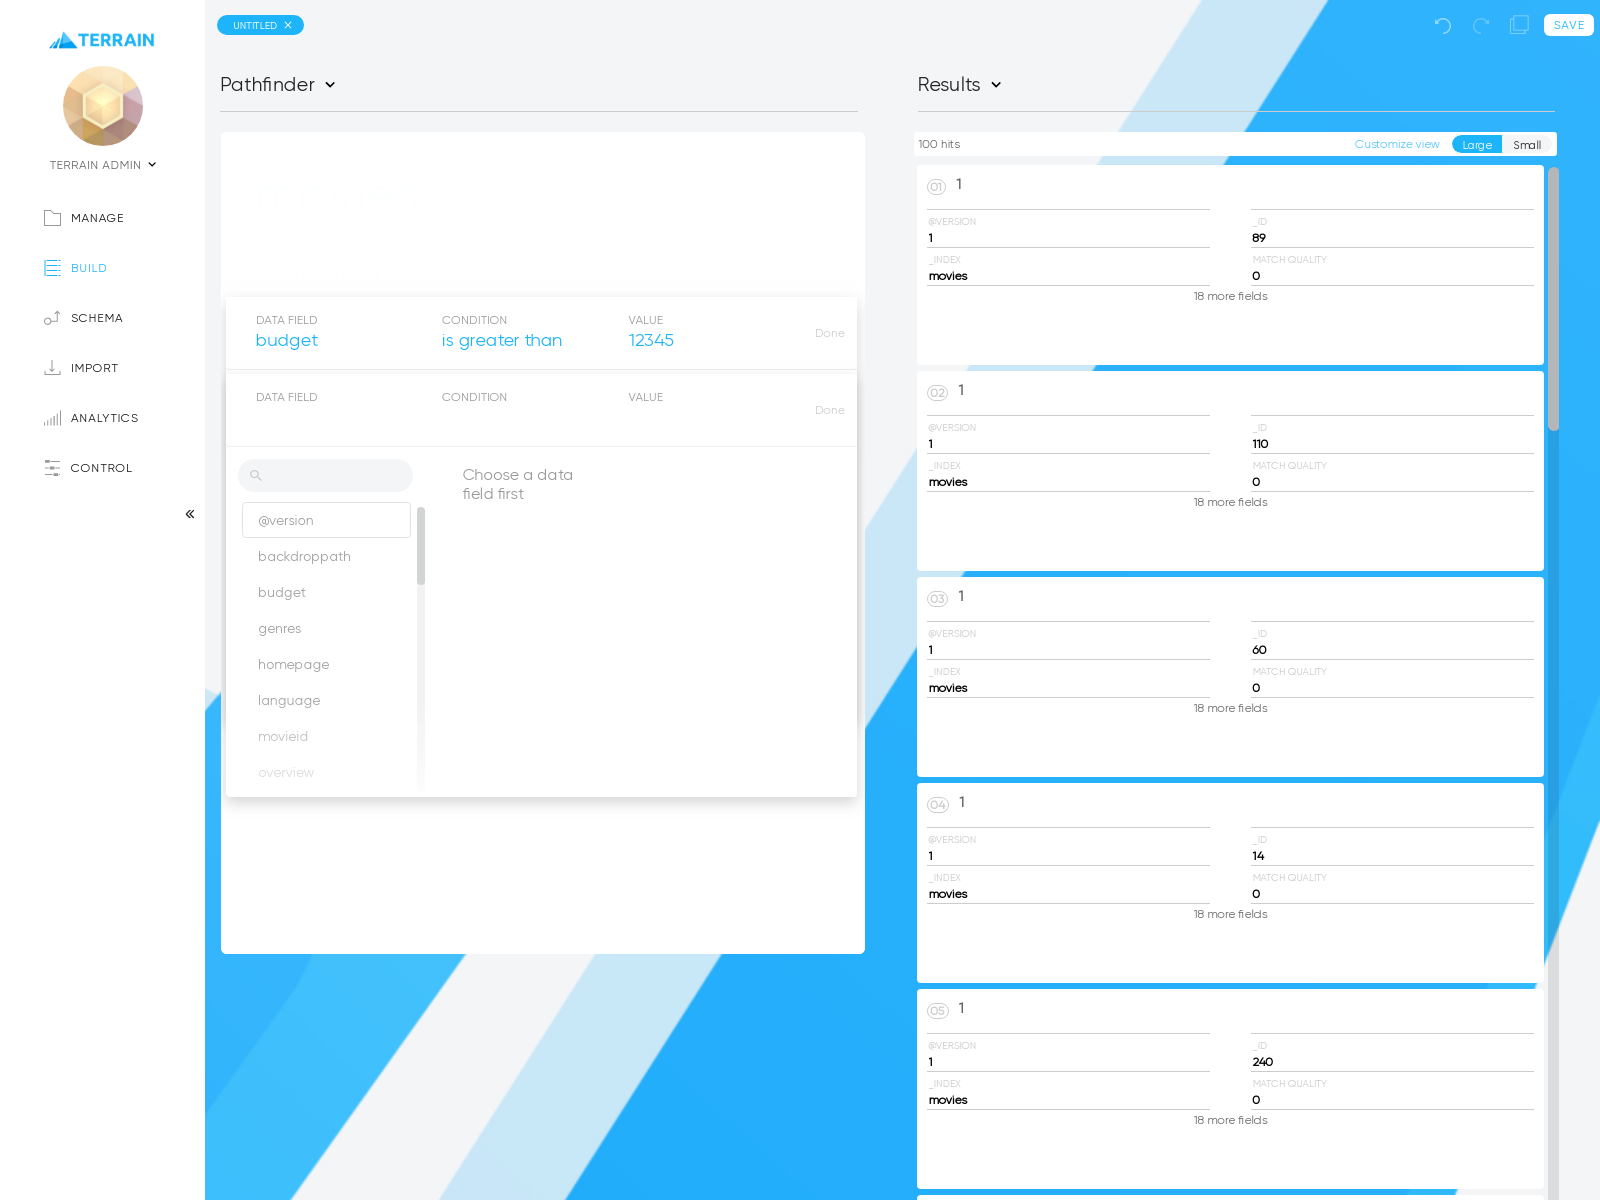 TERRAIN
TERRAIN ADMIN
MANAGE
BUILD
SCHEMA
IMPORT
ANALYTICS
CONTROL
UNTITLED
SAVE
Pathfinder
DATA FIELD CONDITION VALUE
budget is greater than 12345 Done
DATA FIELD CONDITION VALUE
Done
Choose a data
field first
@version
backdroppath
budget
genres
homepage
language
movieid
overview
Results
100 hits Customize view Large Small
01 1
@VERSION _ID
1 89
_INDEX MATCH QUALITY
movies 0
18 more fields
02 1
@VERSION _ID
1 110
_INDEX MATCH QUALITY
movies 0
18 more fields
03 1
@VERSION _ID
1 60
_INDEX MATCH QUALITY
movies 0
18 more fields
04 1
@VERSION _ID
1 14
_INDEX MATCH QUALITY
movies 0
18 more fields
05 1
@VERSION _ID
1 240
_INDEX MATCH QUALITY
movies 0
18 more fields